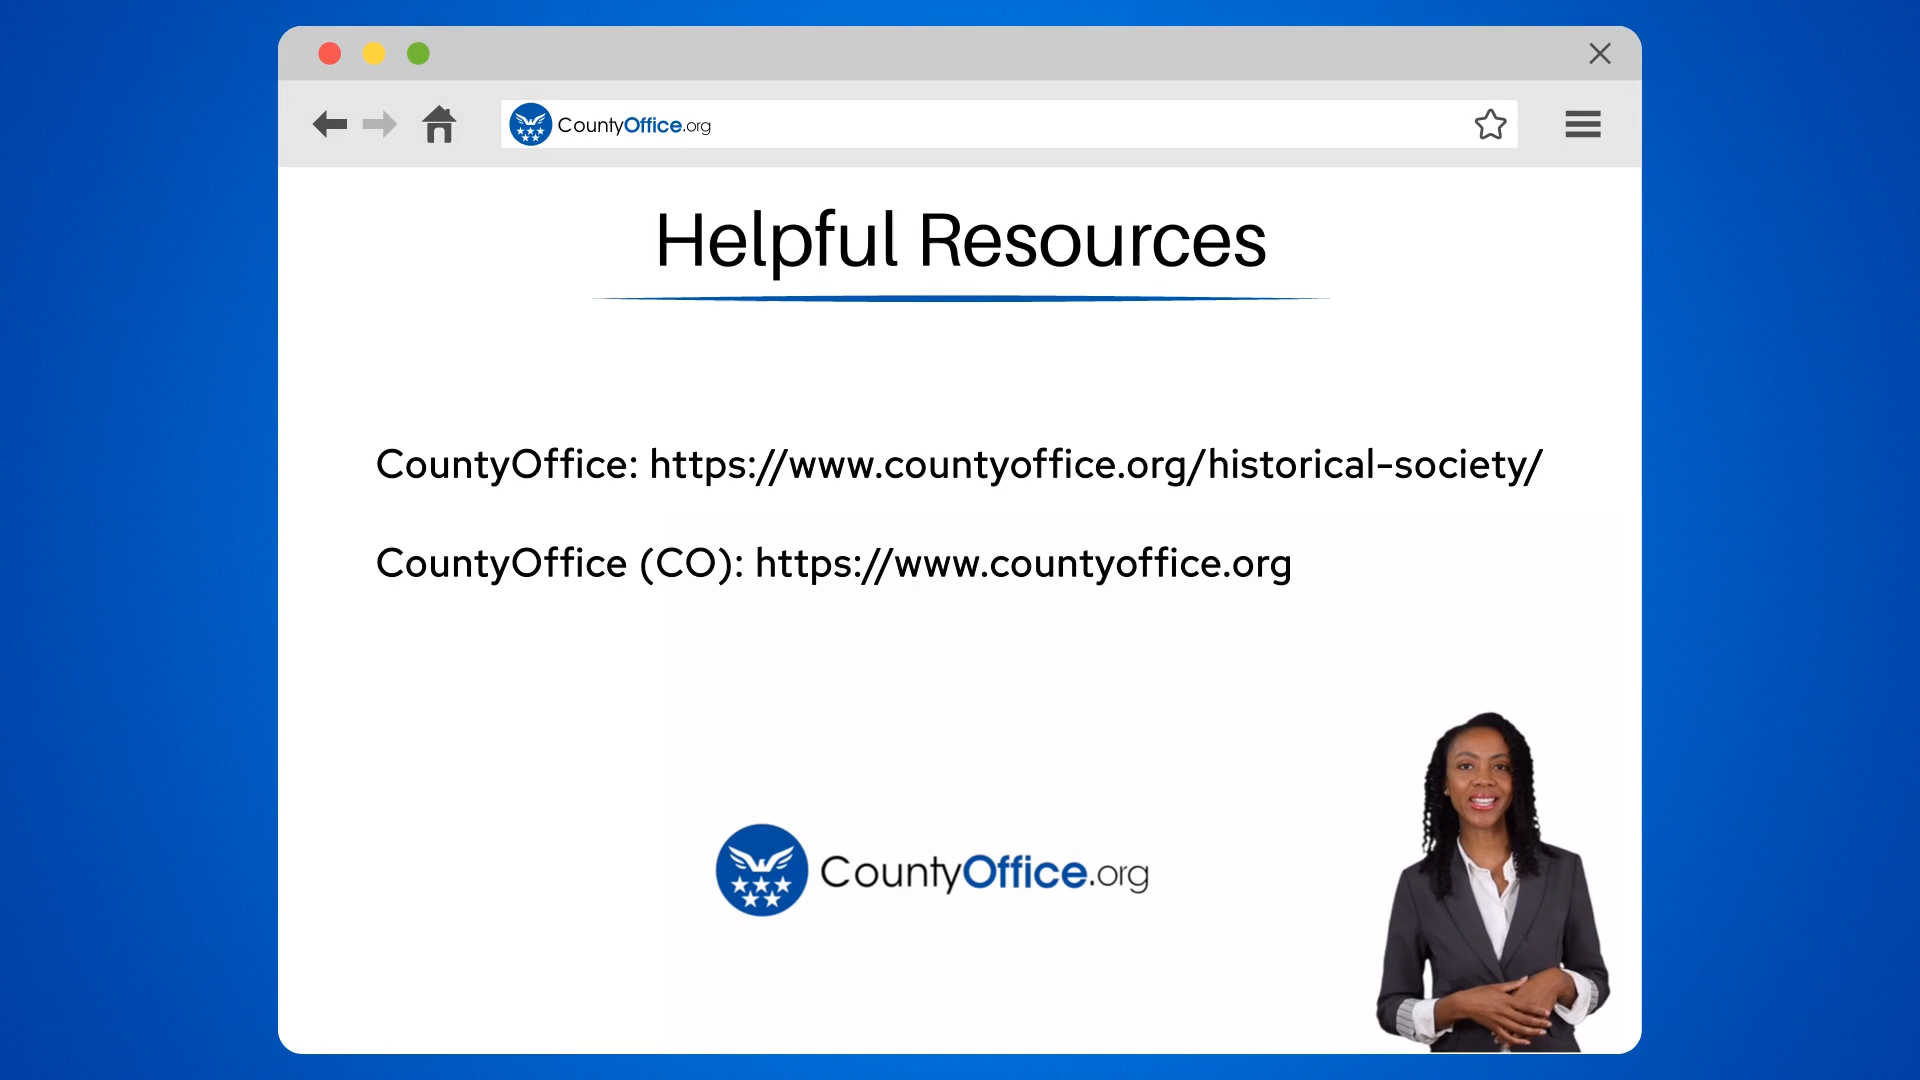 CountyOffice.org
Helpful Resources
CountyOffice: https://www.countyoffice.org/historical-society/
CountyOffice (CO): https://www.countyoffice.org
CountyOffice.org